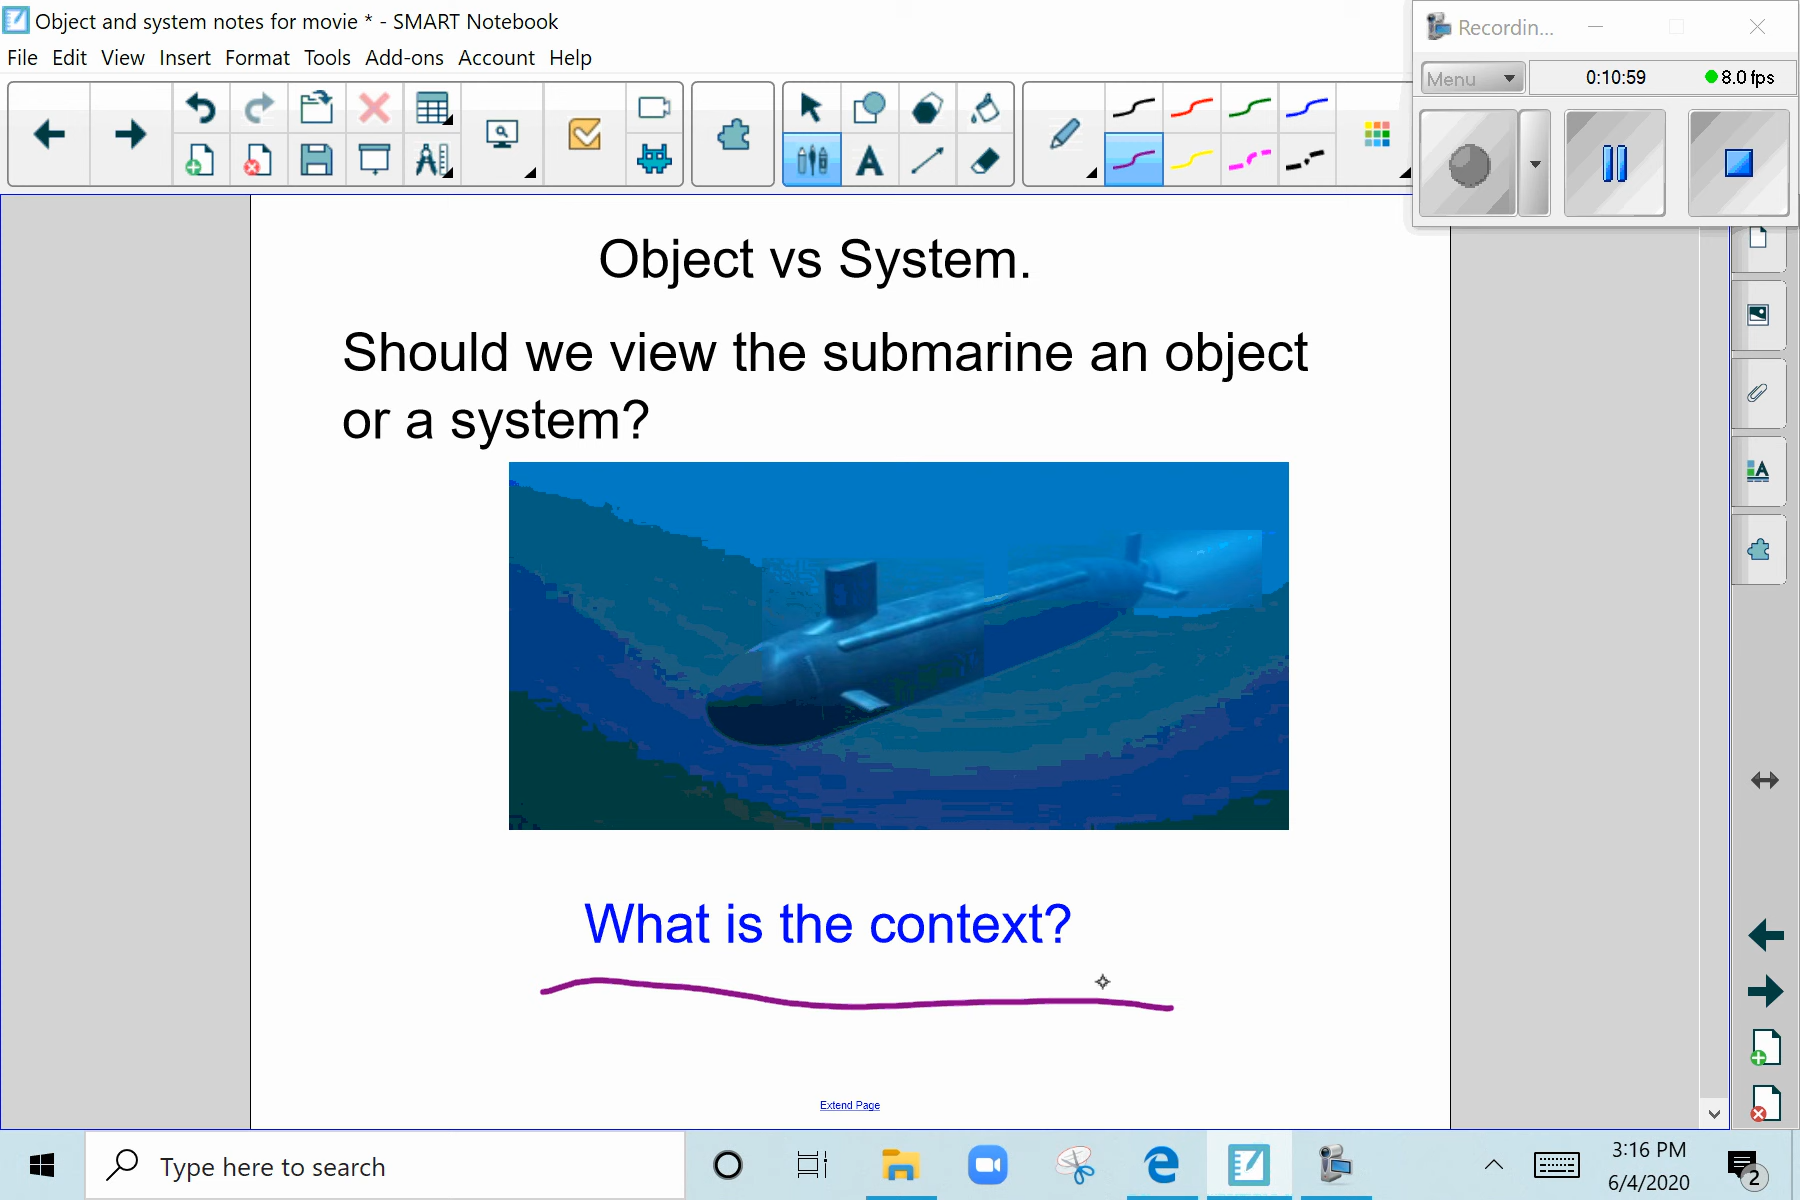 Object and system notes for movie * - SMART Notebook
Recordin...
File Edit View Insert Format Tools Add-ons Account Help
Menu
0:10:59
8.0 fps
Object vs System.
Should we view the submarine an object
or a system?
What is the context?
Extend Page
Type here to search
3:16 PM
6/4/2020
2